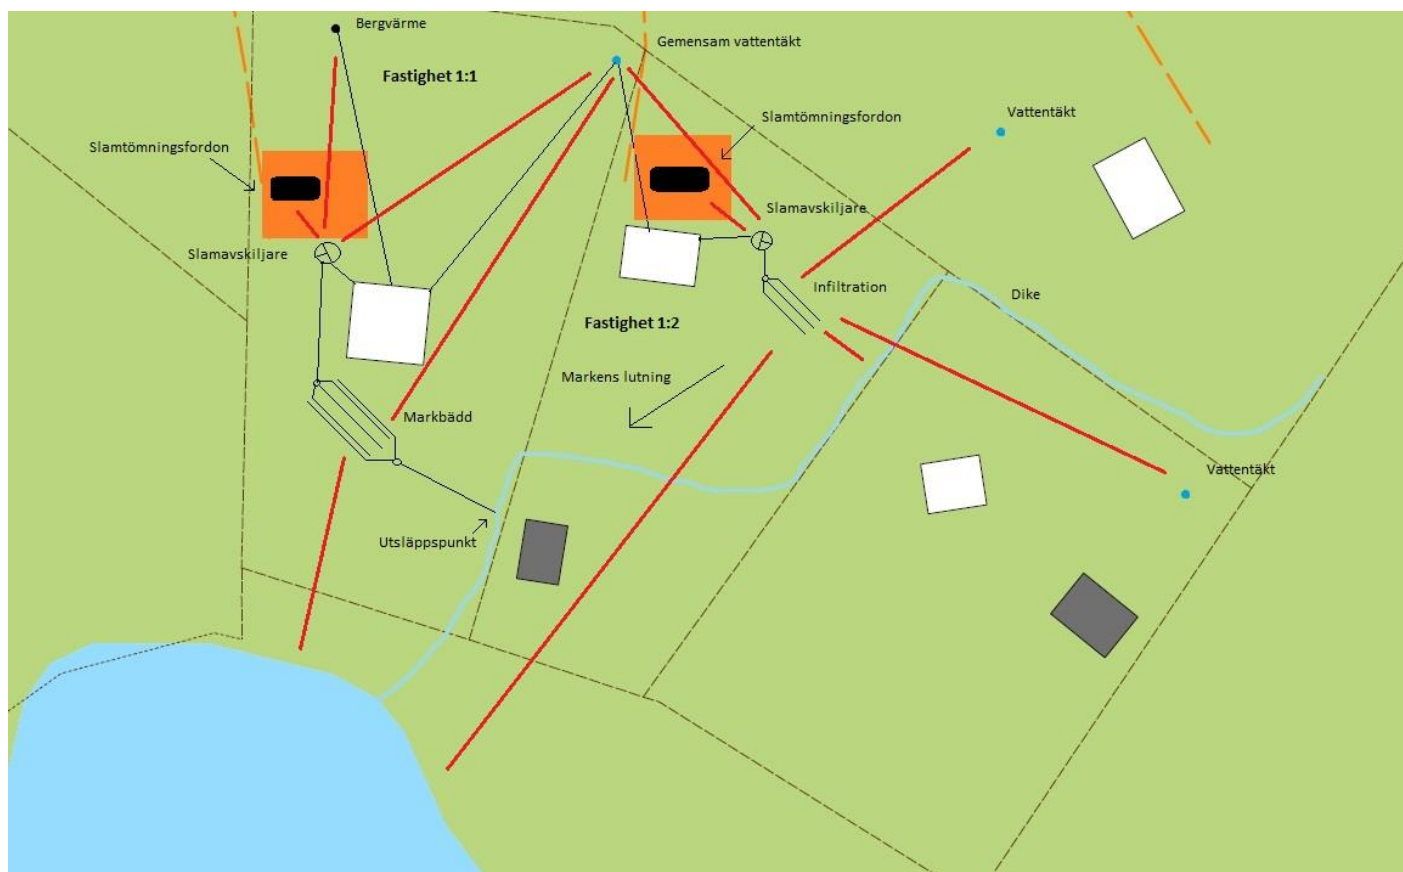 Bergvärme
Gemensam vattentäkt
Fastighet 1:1
Vattentäkt
Slamtömningsfordon
Slamtömningsfordon
Slamavskiljare
Slamavskiljare
Infiltration
Dike
Fastighet 1:2
Markens lutning
Markbädd
Vattentäkt
Utsläppspunkt